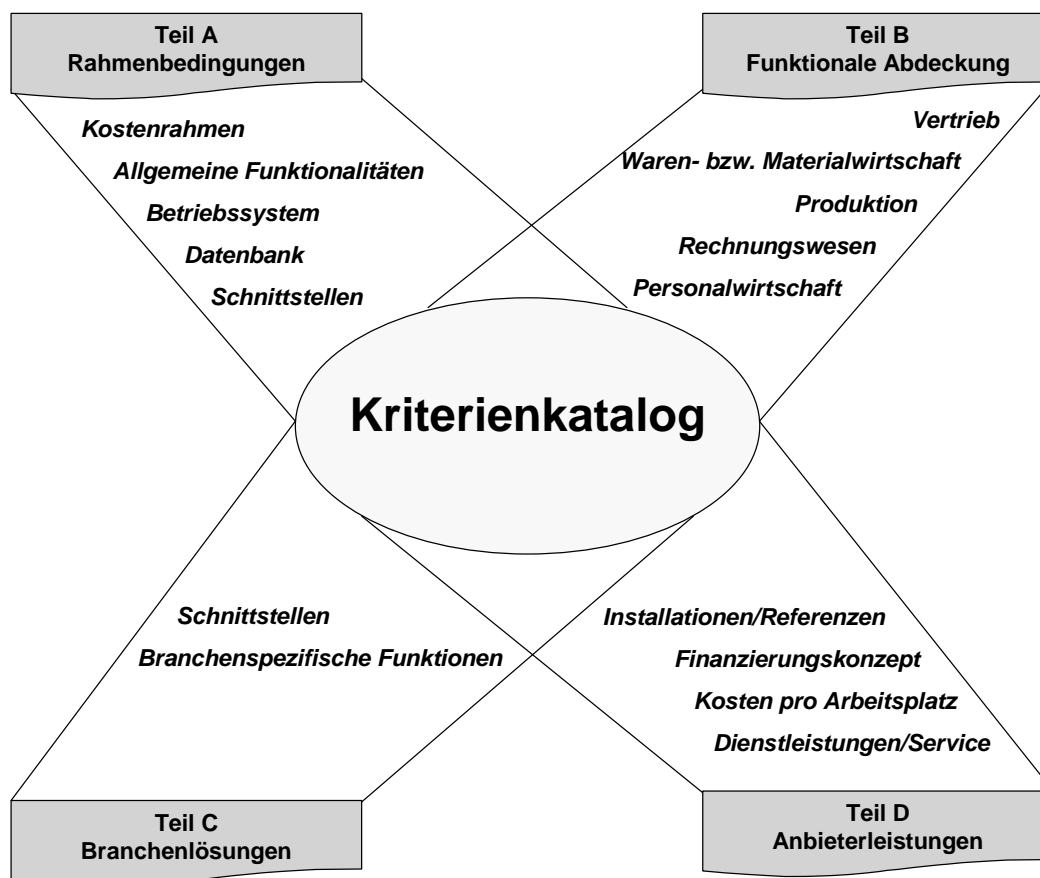 Teil A
Rahmenbedingungen
Kostenrahmen
Allgemeine Funktionalitäten
Betriebssystem
Datenbank
Schnittstellen
Teil B
Funktionale Abdeckung
Vertrieb
Waren- bzw. Materialwirtschaft
Produktion
Rechnungswesen
Personalwirtschaft
Kriterienkatalog
Schnittstellen
Branchenspezifische Funktionen
Teil C
Branchenlösungen
Installationen/Referenzen
Finanzierungskonzept
Kosten pro Arbeitsplatz
Dienstleistungen/Service
Teil D
Anbieterleistungen